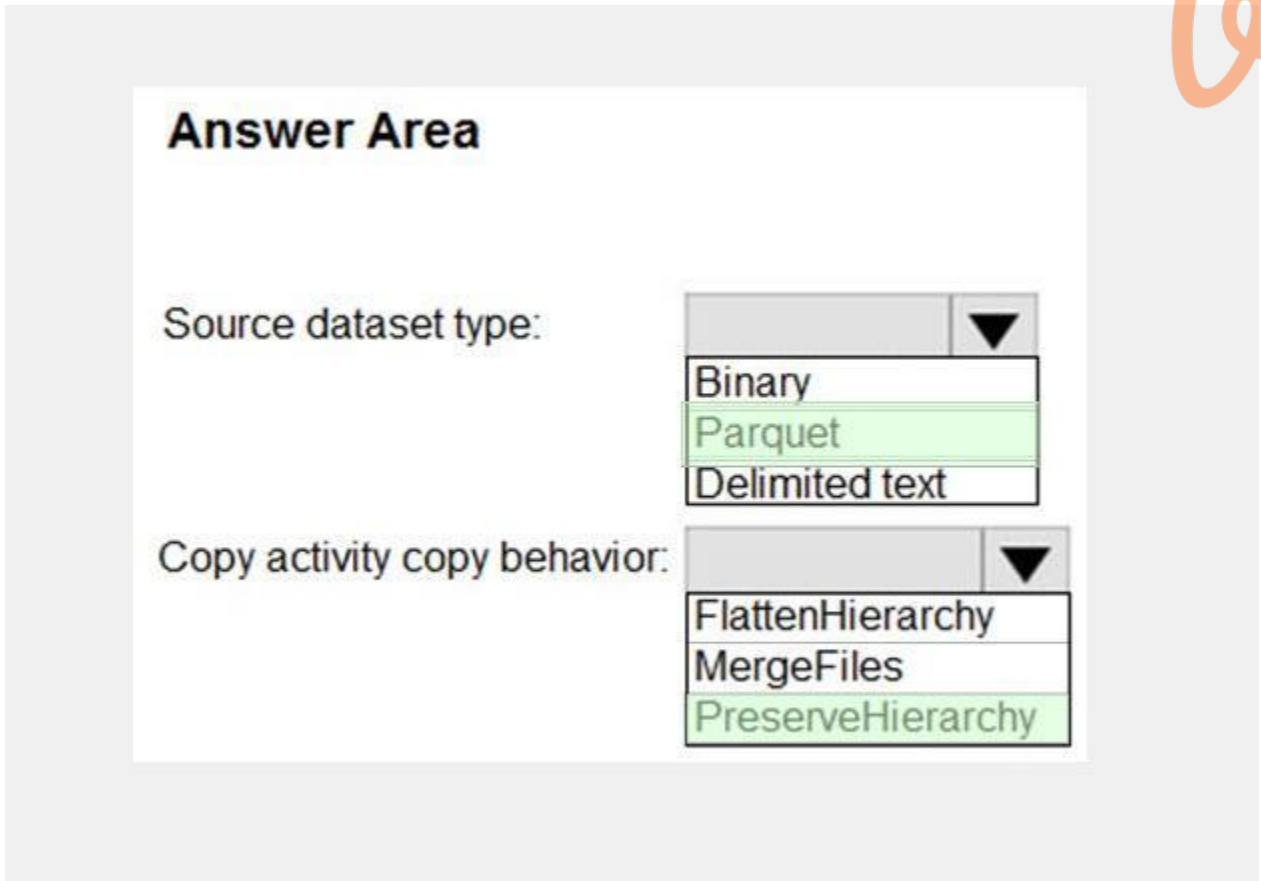 Answer Area
Source dataset type:
Binary
Parquet
Delimited text
Copy activity copy behavior:
FlattenHierarchy
MergeFiles
PreserveHierarchy